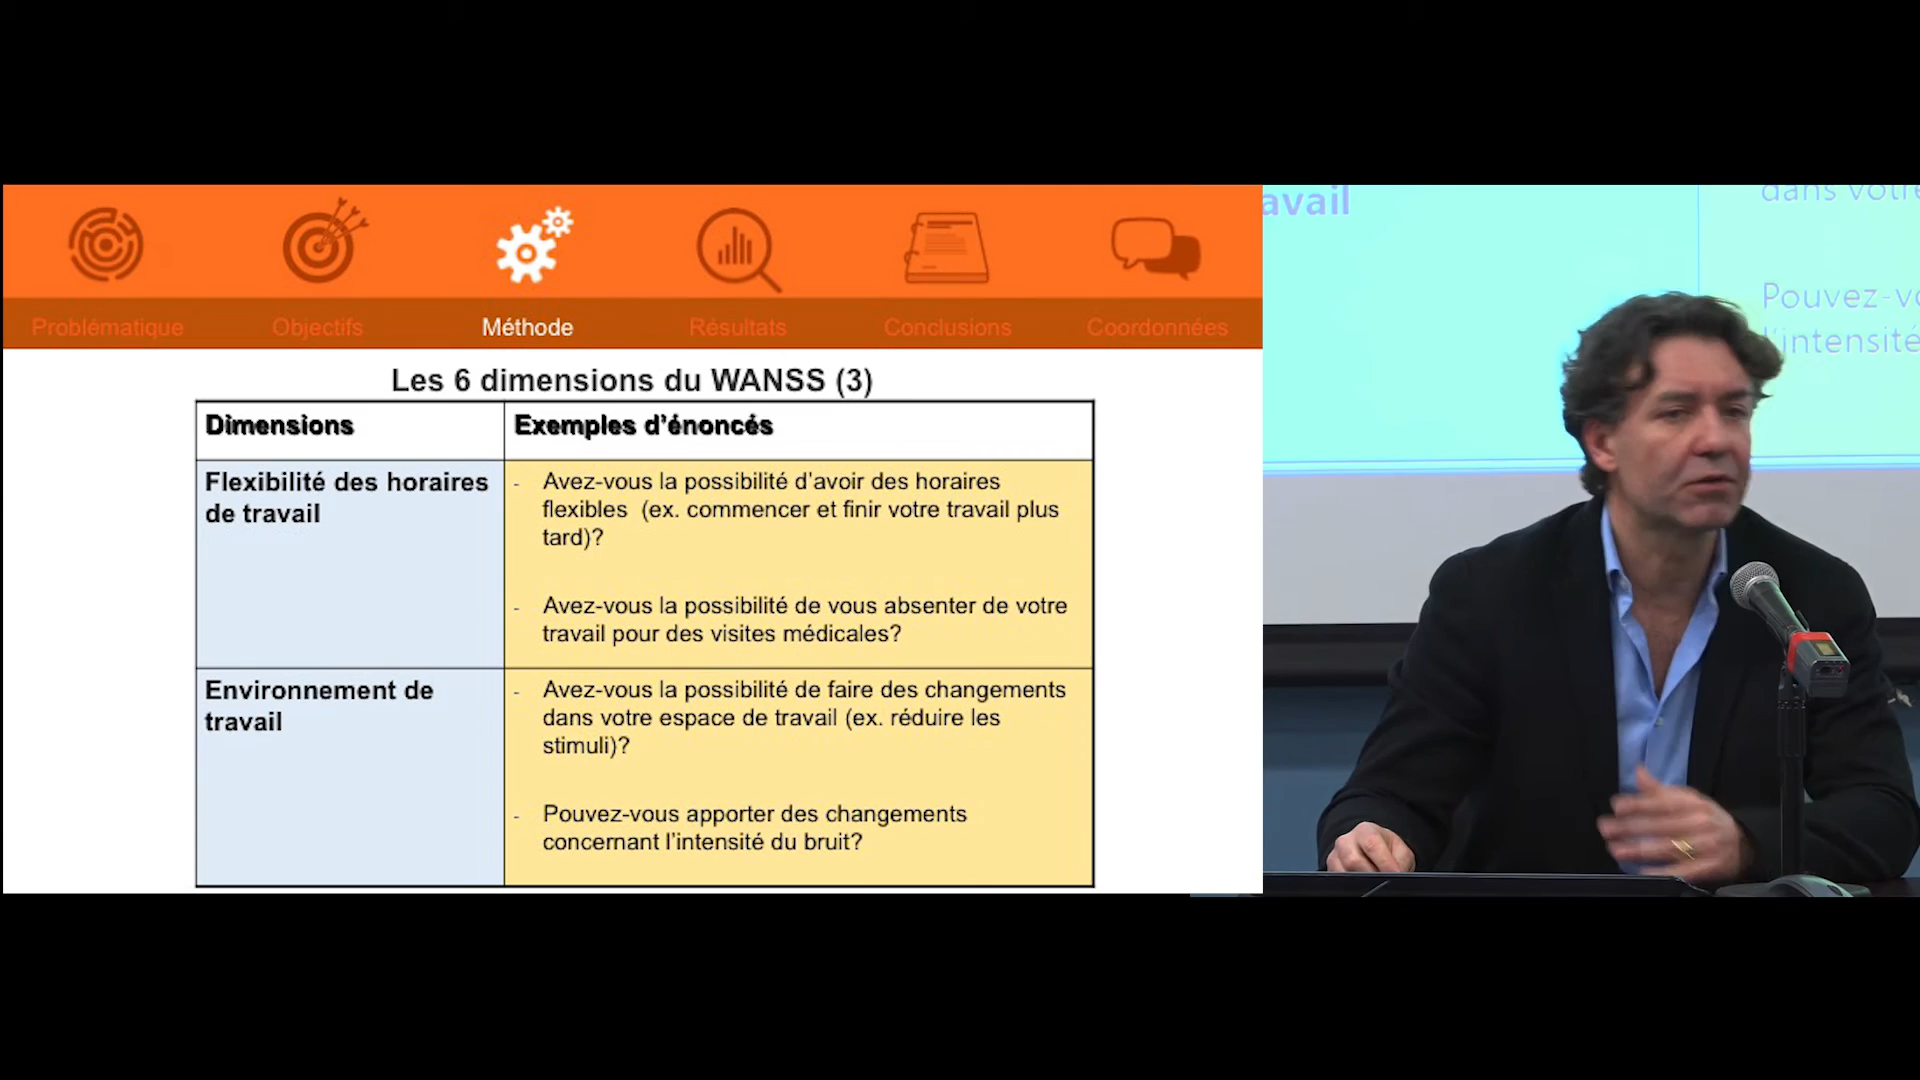 Problématique
Objectifs
Méthode
Résultats
Conclusions
Coordonnées
Les 6 dimensions du WANSS (3)
Dimensions
Exemples d'énoncés
Flexibilité des horaires
de travail
- Avez-vous la possibilité d'avoir des horaires
flexibles (ex. commencer et finir votre travail plus
tard)?
- Avez-vous la possibilité de vous absenter de votre
travail pour des visites médicales?
Environnement de
travail
- Avez-vous la possibilité de faire des changements
dans votre espace de travail (ex. réduire les
stimuli)?
- Pouvez-vous apporter des changements
concernant l'intensité du bruit?
avail
dans votre
Pouvez-vo
l'intensité